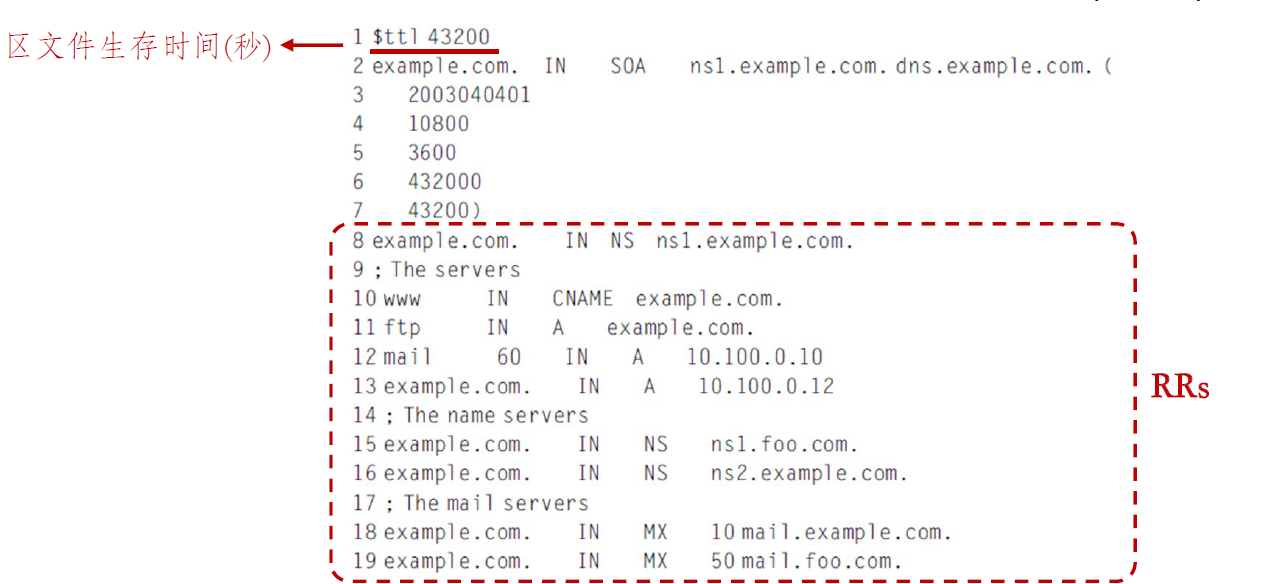 区文件生存时间(秒)
1 $ttl 43200
2 example.com. IN SOA ns1.example.com. dns.example.com. (
3 2003040401
4 10800
5 3600
6 432000
7 43200)
8 example.com. IN NS ns1.example.com.
9 ; The servers
10 www IN CNAME example.com.
11 ftp IN A example.com.
12 mail 60 IN A 10.100.0.10
13 example.com. IN A 10.100.0.12
14 ; The name servers
15 example.com. IN NS ns1.foo.com.
16 example.com. IN NS ns2.example.com.
17 ; The mail servers
18 example.com. IN MX 10 mail.example.com.
19 example.com. IN MX 50 mail.foo.com.
RRs